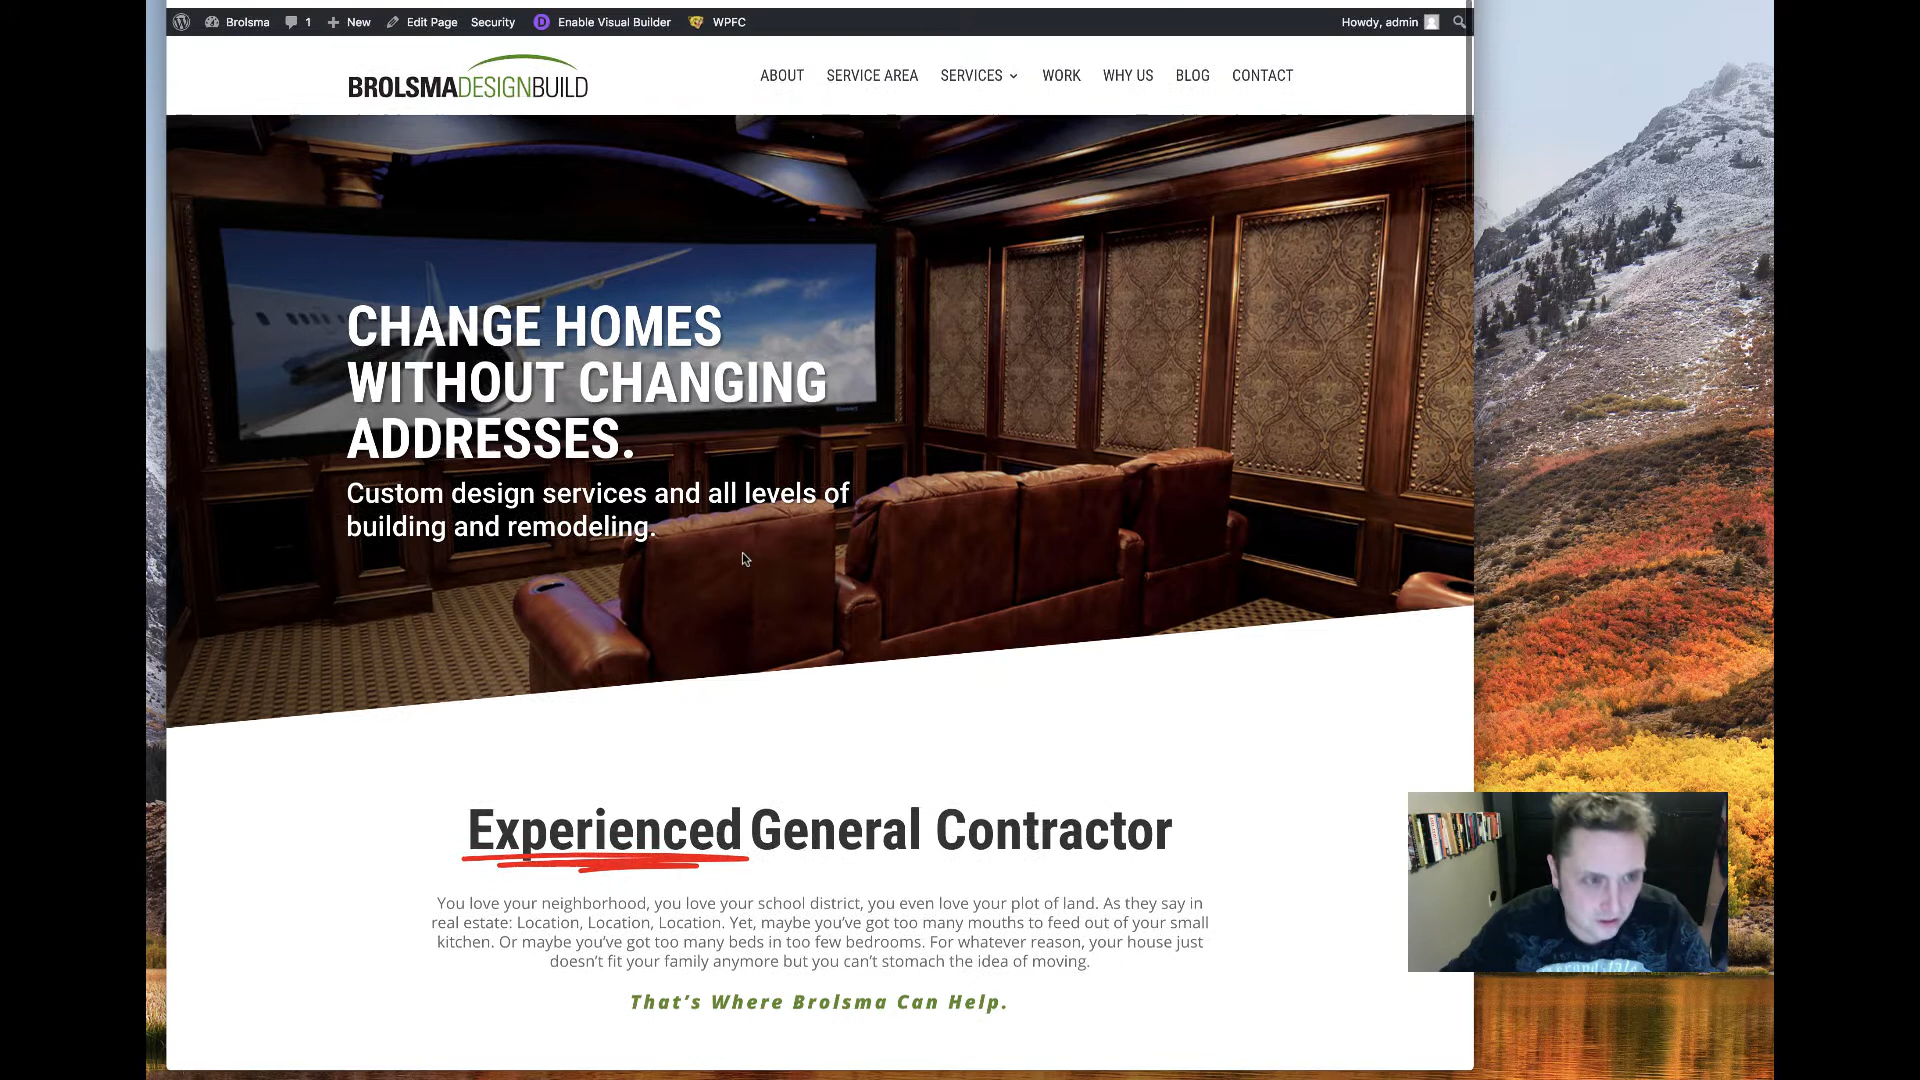 Brolsma 1 New Edit Page Security D Enable Visual Builder WPFC Howdy, admin
BROLSMADESIGNBUILD
ABOUT SERVICE AREA SERVICES WORK WHY US BLOG CONTACT
CHANGE HOMES
WITHOUT CHANGING
ADDRESSES.
Custom design services and all levels of
building and remodeling.
Experienced General Contractor
You love your neighborhood, you love your school district, you even love your plot of land. As they say in
real estate: Location, Location, Location. Yet, maybe you’ve got too many mouths to feed out of your small
kitchen. Or maybe you’ve got too many beds in too few bedrooms. For whatever reason, your house just
doesn’t fit your family anymore but you can’t stomach the idea of moving.
That’s Where Brolsma Can Help.